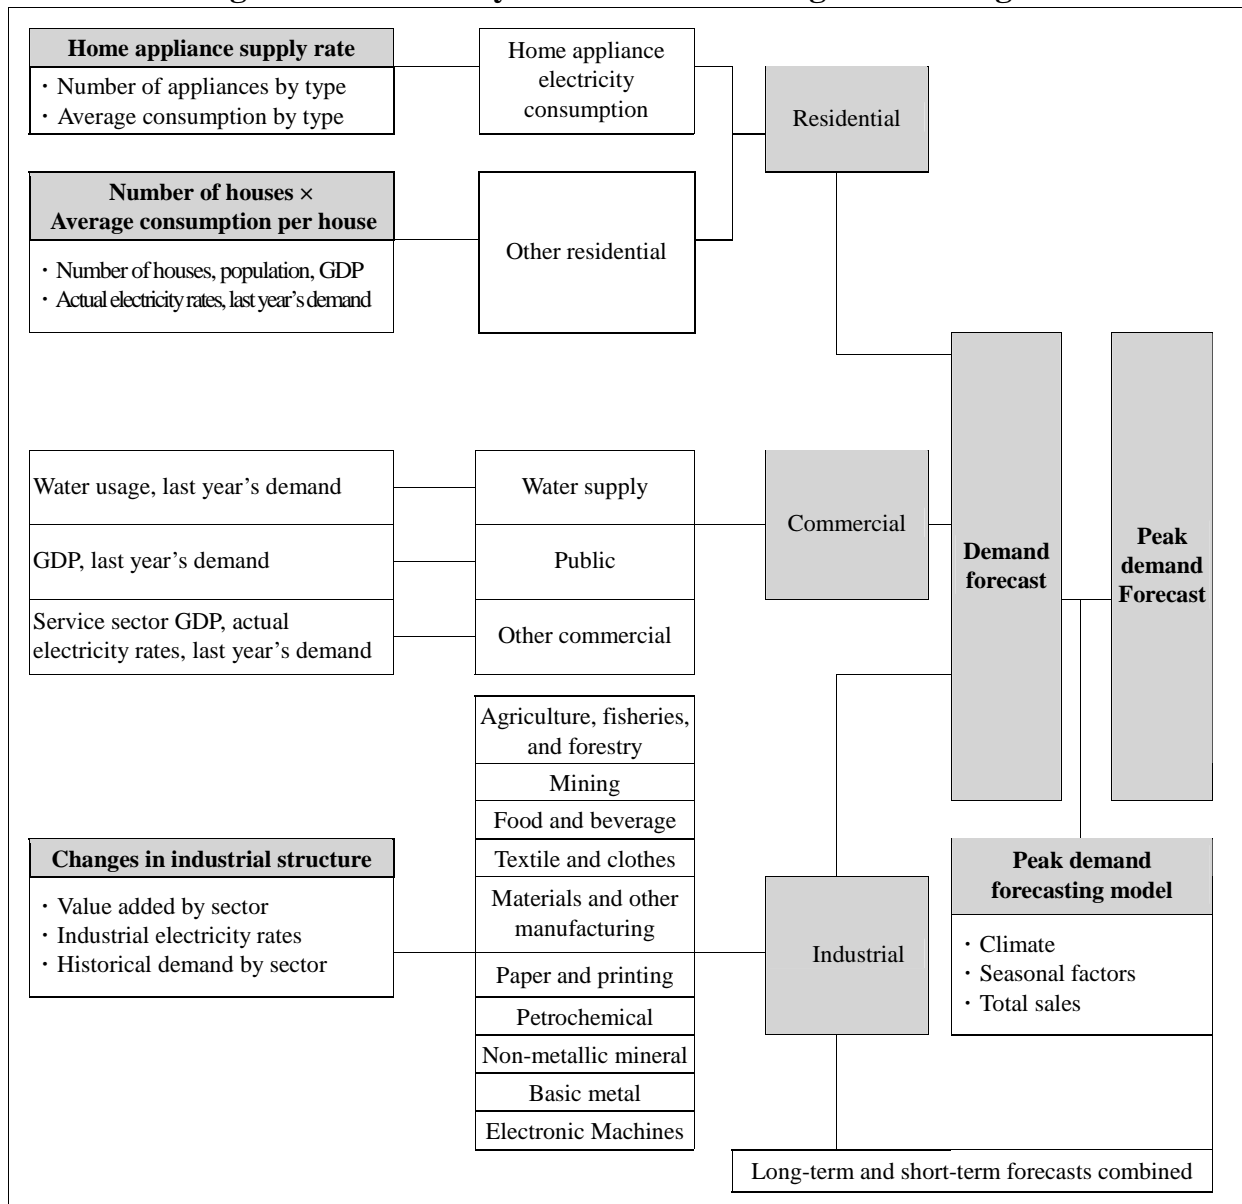 Home appliance supply rate
・Number of appliances by type
・Average consumption by type
Home appliance
electricity
consumption
Residential
Number of houses ×
Average consumption per house
・Number of houses, population, GDP
・Actual electricity rates, last year’s demand
Other residential
Water usage, last year’s demand
GDP, last year’s demand
Service sector GDP, actual
electricity rates, last year’s demand
Water supply
Public
Other commercial
Commercial
Demand
forecast
Peak
demand
Forecast
Changes in industrial structure
・Value added by sector
・Industrial electricity rates
・Historical demand by sector
Agriculture, fisheries,
and forestry
Mining
Food and beverage
Textile and clothes
Materials and other
manufacturing
Paper and printing
Petrochemical
Non-metallic mineral
Basic metal
Electronic Machines
Industrial
Peak demand
forecasting model
・Climate
・Seasonal factors
・Total sales
Long-term and short-term forecasts combined